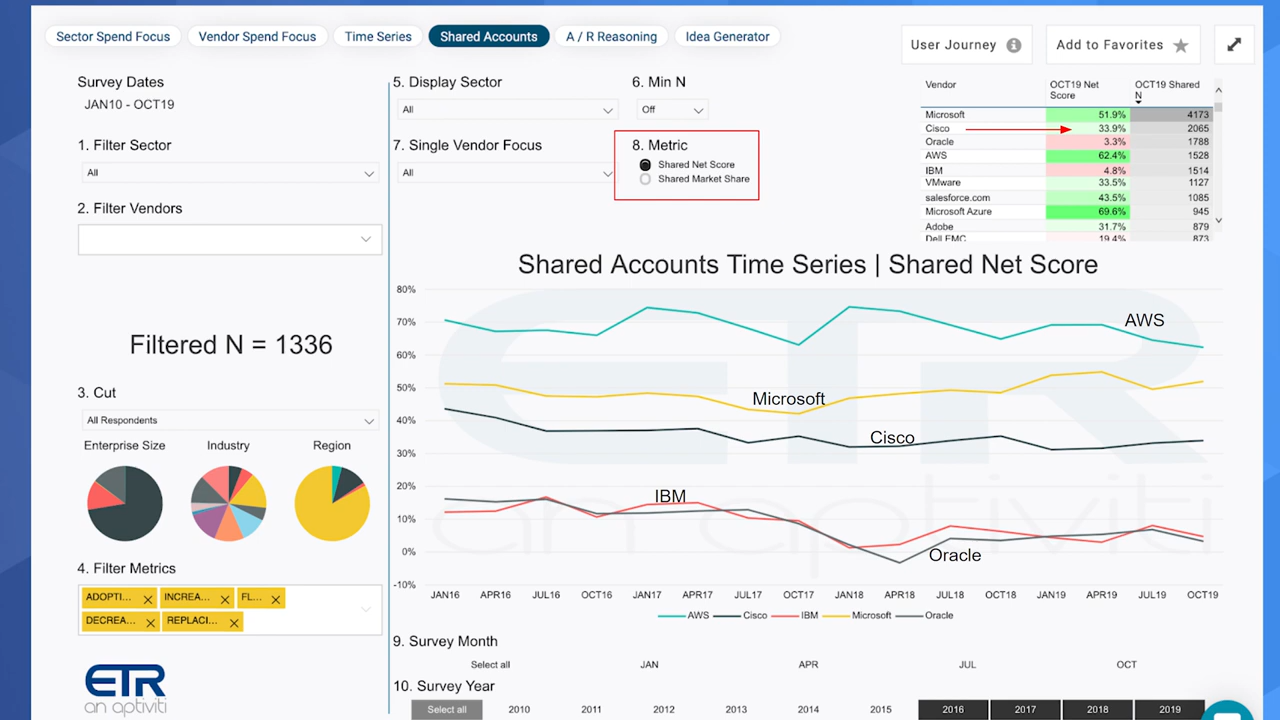 Sector Spend Focus
Vendor Spend Focus
Time Series
Shared Accounts
A / R Reasoning
Idea Generator
User Journey
Add to Favorites
Survey Dates
JAN10 - OCT19
1. Filter Sector
All
2. Filter Vendors
Filtered N = 1336
3. Cut
All Respondents
Enterprise Size
Industry
Region
4. Filter Metrics
ADOPTI...
INCREA...
FL...
DECREA...
REPLACI...
ETR
an aptiviti
5. Display Sector
All
6. Min N
Off
7. Single Vendor Focus
All
8. Metric
Shared Net Score
Shared Market Share
Vendor OCT19 Net Score OCT19 Shared N
Microsoft 51.9% 4173
Cisco 33.9% 2065
Oracle 3.3% 1788
AWS 62.4% 1528
IBM 4.8% 1514
VMware 33.5% 1127
salesforce.com 43.5% 1085
Microsoft Azure 69.6% 945
Adobe 31.7% 879
Dell EMC 19.4% 873
Shared Accounts Time Series | Shared Net Score
80%
70%
60%
50%
40%
30%
20%
10%
0%
-10%
AWS
Microsoft
Cisco
IBM
Oracle
ETR
an aptiviti
JAN16 APR16 JUL16 OCT16 JAN17 APR17 JUL17 OCT17 JAN18 APR18 JUL18 OCT18 JAN19 APR19 JUL19 OCT19
AWS Cisco IBM Microsoft Oracle
9. Survey Month
Select all JAN APR JUL OCT
10. Survey Year
Select all 2010 2011 2012 2013 2014 2015 2016 2017 2018 2019